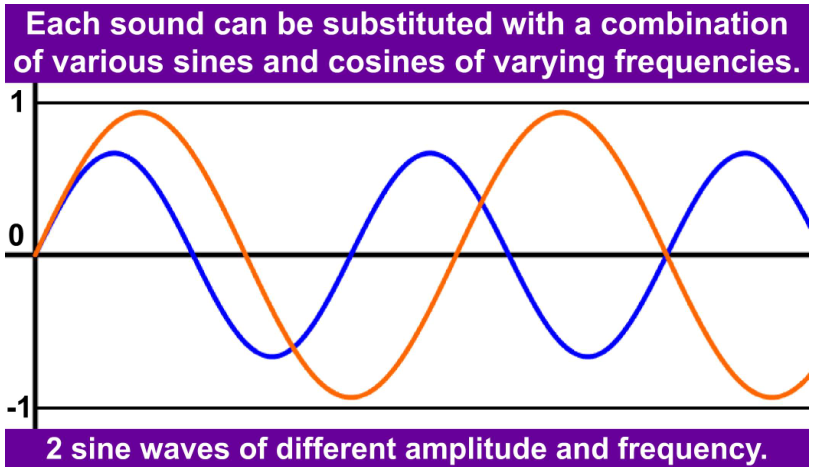 Each sound can be substituted with a combination
of various sines and cosines of varying frequencies.
1
0
-1
2 sine waves of different amplitude and frequency.